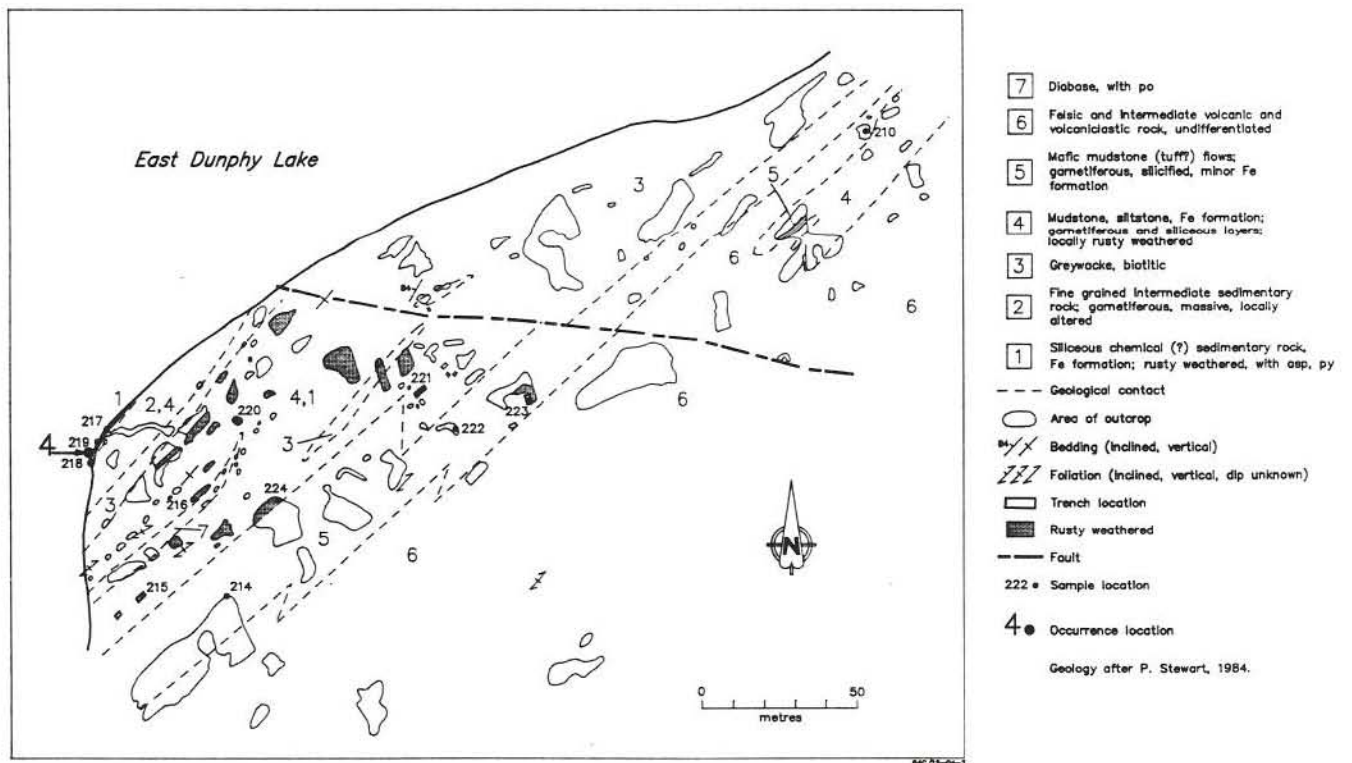 East Dunphy Lake
210
3
5
4
6
6
84
1
2,4
217
219
4
218
220
4,1
221
223
6
222
3
1
216
224
3
7
5
6
215
214
N
0 50
metres
7 Diabase, with po
6 Felsic and intermediate volcanic and
volcaniclastic rock, undifferentiated
5 Mafic mudstone (tuff?) flows;
garnetiferous, silicified, minor Fe
formation
4 Mudstone, siltstone, Fe formation;
garnetiferous and siliceous layers;
locally rusty weathered
3 Greywacke, biotitic
2 Fine grained intermediate sedimentary
rock; garnetiferous, massive, locally
altered
1 Siliceous chemical (?) sedimentary rock,
Fe formation; rusty weathered, with asp, py
Geological contact
Area of outcrop
84 Bedding (inclined, vertical)
Foliation (inclined, vertical, dip unknown)
Trench location
Rusty weathered
Fault
222 Sample location
4 Occurrence location
Geology after P. Stewart, 1984.